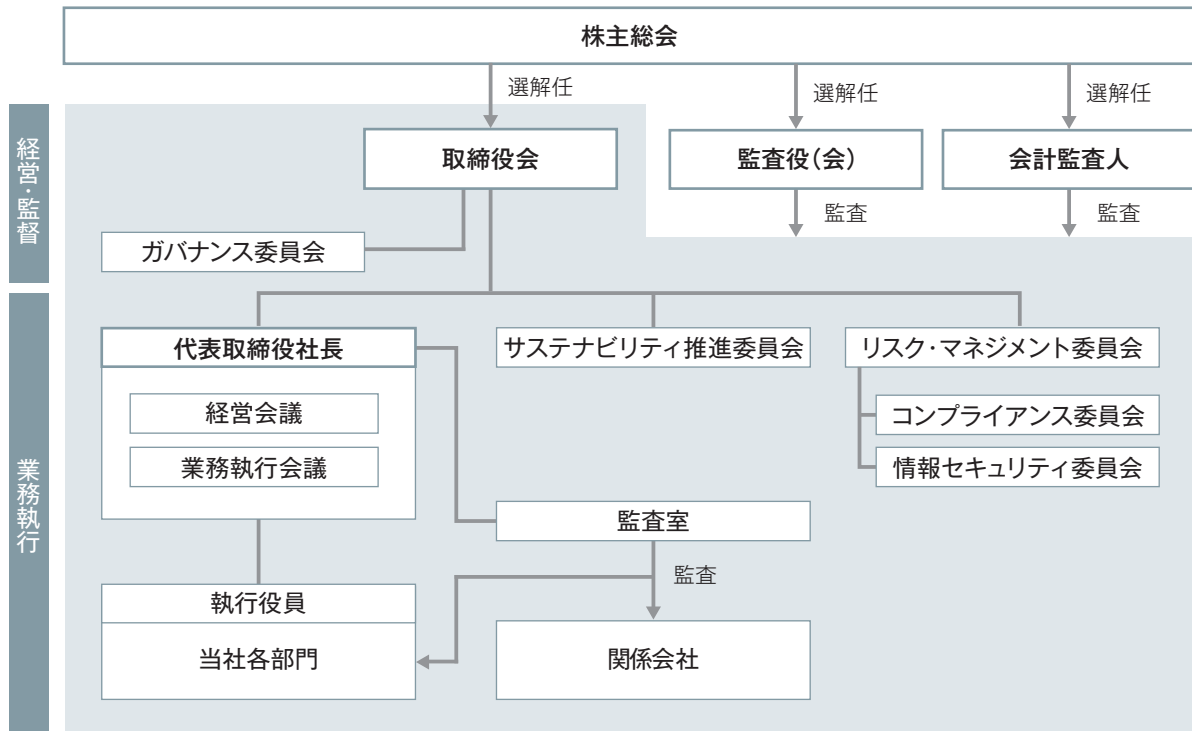 株主総会
選解任
選解任
選解任
経営・監督
取締役会
監査役(会)
会計監査人
監査
監査
ガバナンス委員会
業務執行
代表取締役社長
サステナビリティ推進委員会
リスク・マネジメント委員会
経営会議
コンプライアンス委員会
業務執行会議
情報セキュリティ委員会
監査室
監査
執行役員
当社各部門
関係会社